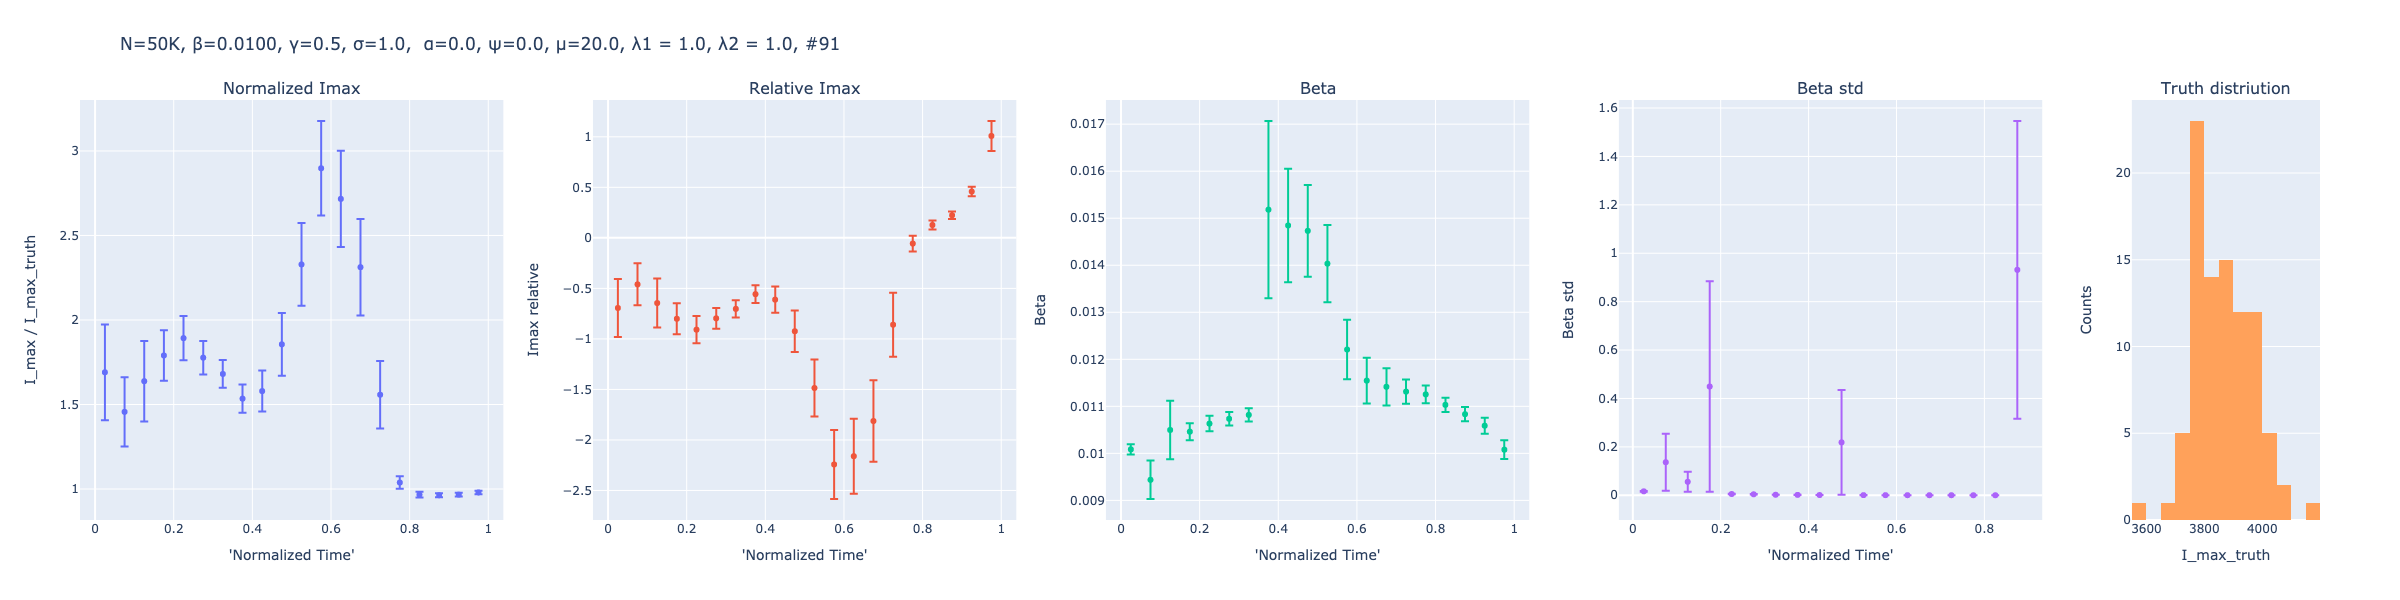 N=50K, β=0.0100, γ=0.5, σ=1.0,  α=0.0, ψ=0.0, μ=20.0, λ1 = 1.0, λ2 = 1.0, #91
Normalized Imax
I_max / I_max_truth
3
2.5
2
1.5
1
0 0.2 0.4 0.6 0.8 1
'Normalized Time'
Relative Imax
Imax relative
1
0.5
0
−0.5
−1
−1.5
−2
−2.5
0 0.2 0.4 0.6 0.8 1
'Normalized Time'
Beta
Beta
0.017
0.016
0.015
0.014
0.013
0.012
0.011
0.01
0.009
0 0.2 0.4 0.6 0.8 1
'Normalized Time'
Beta std
Beta std
1.6
1.4
1.2
1
0.8
0.6
0.4
0.2
0
0 0.2 0.4 0.6 0.8
'Normalized Time'
Truth distriution
Counts
20
15
10
5
0
3600 3800 4000
I_max_truth